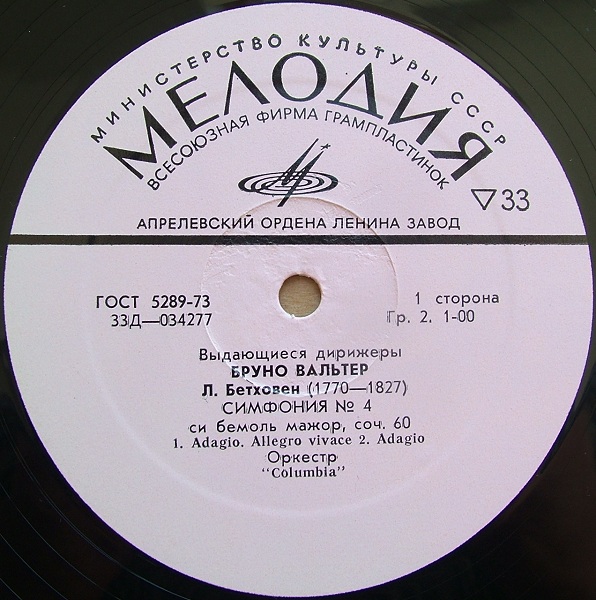 МИНИСТЕРСТВО КУЛЬТУРЫ СССР
МЕЛОДИЯ
ВСЕСОЮЗНАЯ ФИРМА ГРАМПЛАСТИНОК
▽33
АПРЕЛЕВСКИЙ ОРДЕНА ЛЕНИНА ЗАВОД
ГОСТ 5289-73
1 сторона
33Д—034277
Гр. 2. 1-00
Выдающиеся дирижеры
БРУНО ВАЛЬТЕР
Л. Бетховен (1770—1827)
СИМФОНИЯ № 4
си бемоль мажор, соч. 60
1. Adagio. Allegro vivace 2. Adagio
Оркестр
"Columbia"